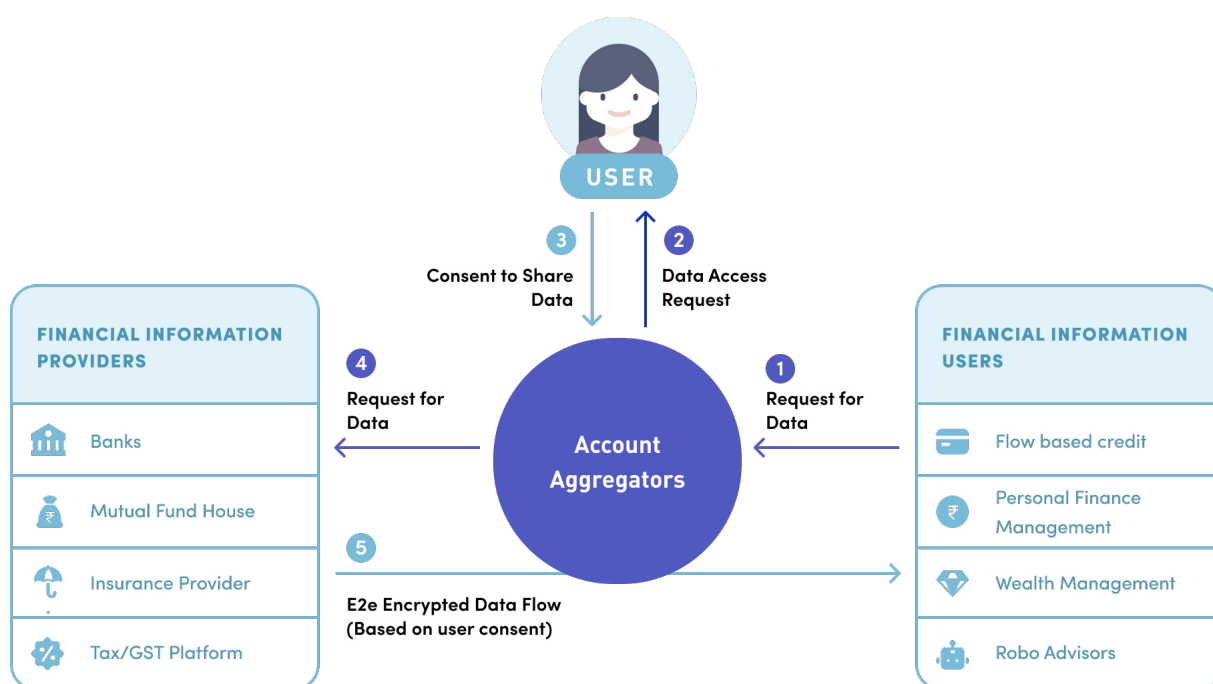 USER
3
Consent to Share
Data
2
Data Access
Request
FINANCIAL INFORMATION
PROVIDERS
Banks
₹
Mutual Fund House
Insurance Provider
%
Tax/GST Platform
4
Request for
Data
Account
Aggregators
1
Request for
Data
5
E2e Encrypted Data Flow
(Based on user consent)
FINANCIAL INFORMATION
USERS
Flow based credit
₹
Personal Finance
Management
Wealth Management
Robo Advisors